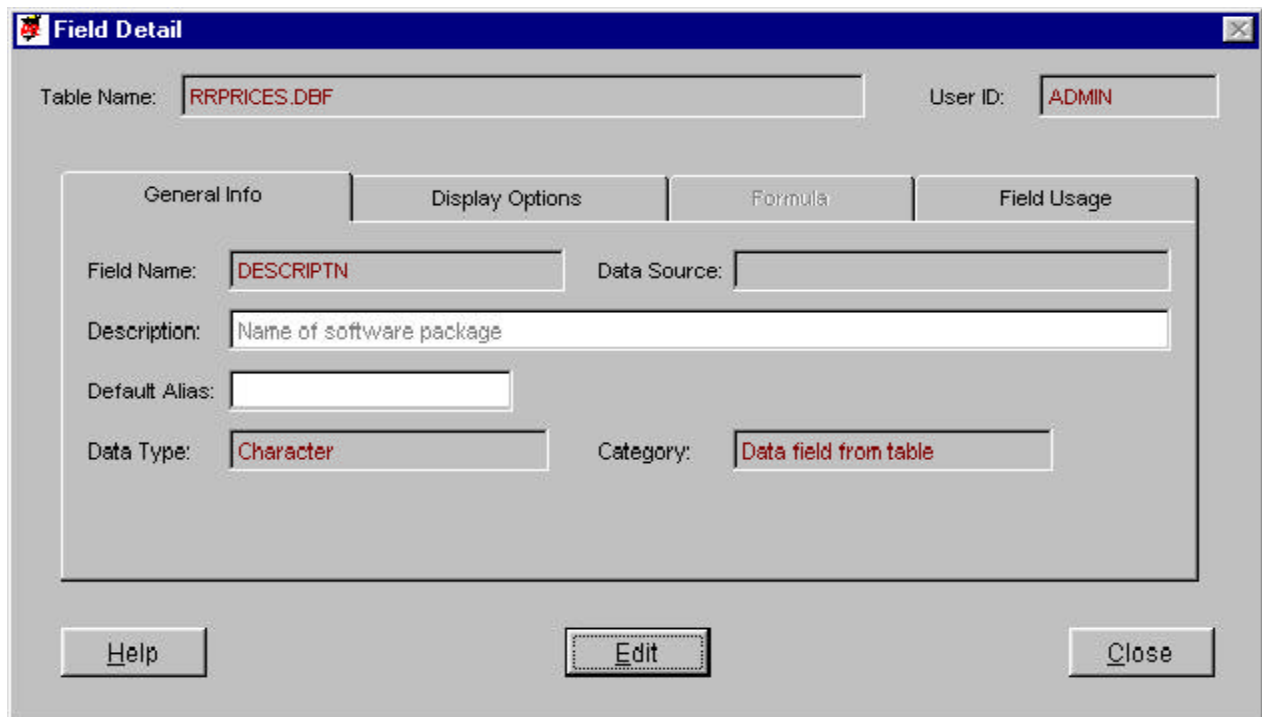 Field Detail
Table Name: RRPRICES.DBF User ID: ADMIN
General Info Display Options Formula Field Usage
Field Name: DESCRIPTN Data Source:
Description: Name of software package
Default Alias:
Data Type: Character Category: Data field from table
Help Edit Close